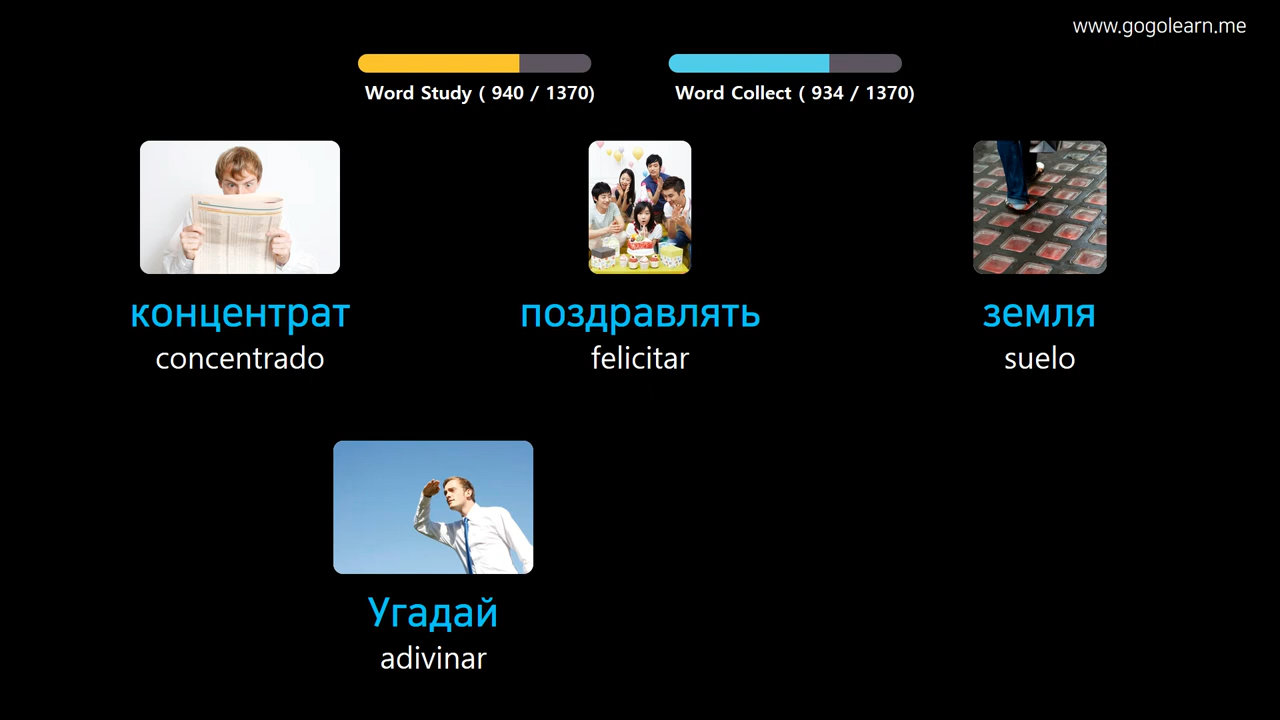 www.gogolearn.me
Word Study ( 940 / 1370)
Word Collect ( 934 / 1370)
концентрат
concentrado
поздравлять
felicitar
земля
suelo
Угадай
adivinar